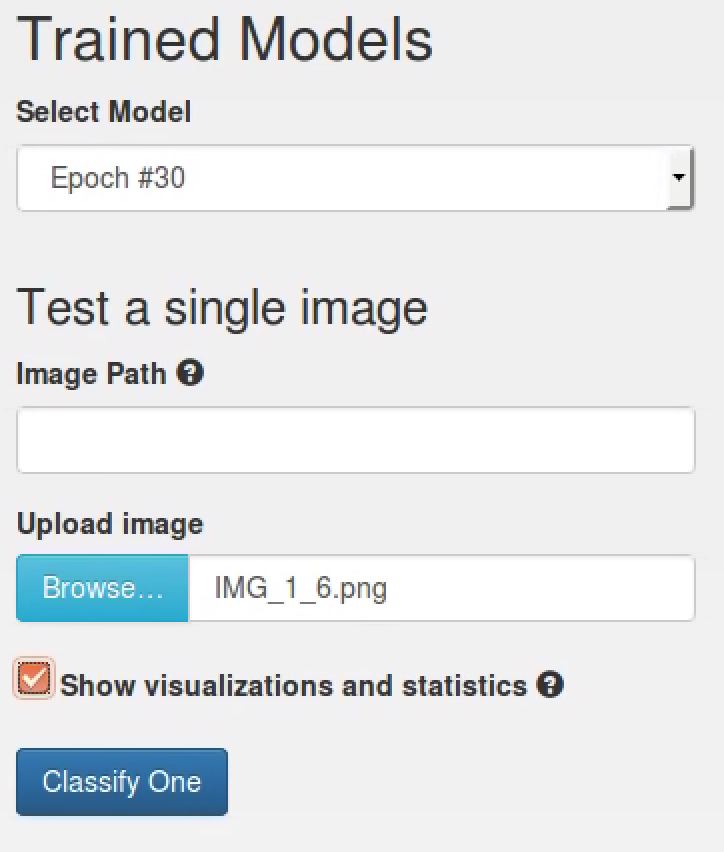 Trained Models
Select Model
Epoch #30
Test a single image
Image Path ?
Upload image
Browse... IMG_1_6.png
Show visualizations and statistics ?
Classify One